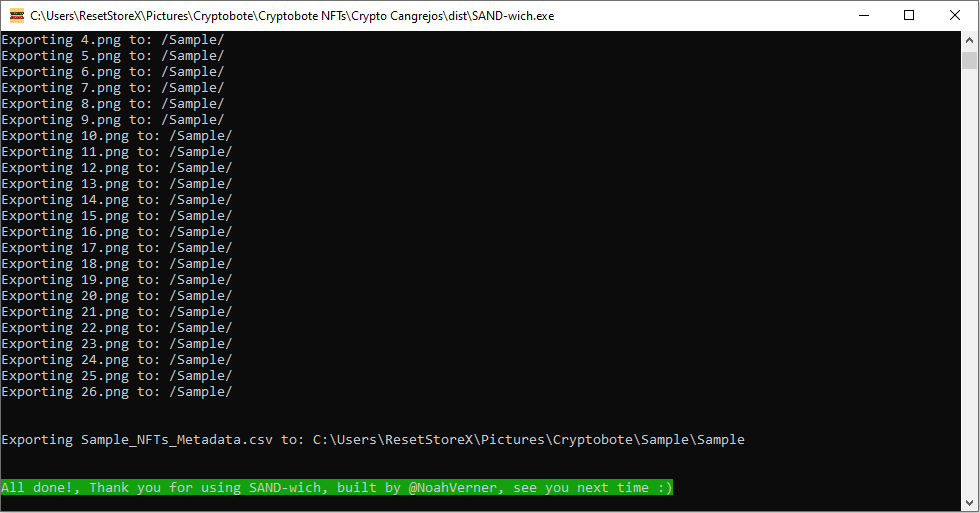 C:\Users\ResetStoreX\Pictures\Cryptobote\Cryptobote NFTs\Crypto Cangrejos\dist\SAND-wich.exe
Exporting 4.png to: /Sample/
Exporting 5.png to: /Sample/
Exporting 6.png to: /Sample/
Exporting 7.png to: /Sample/
Exporting 8.png to: /Sample/
Exporting 9.png to: /Sample/
Exporting 10.png to: /Sample/
Exporting 11.png to: /Sample/
Exporting 12.png to: /Sample/
Exporting 13.png to: /Sample/
Exporting 14.png to: /Sample/
Exporting 15.png to: /Sample/
Exporting 16.png to: /Sample/
Exporting 17.png to: /Sample/
Exporting 18.png to: /Sample/
Exporting 19.png to: /Sample/
Exporting 20.png to: /Sample/
Exporting 21.png to: /Sample/
Exporting 22.png to: /Sample/
Exporting 23.png to: /Sample/
Exporting 24.png to: /Sample/
Exporting 25.png to: /Sample/
Exporting 26.png to: /Sample/
Exporting Sample_NFTs_Metadata.csv to: C:\Users\ResetStoreX\Pictures\Cryptobote\Sample\Sample
All done!, Thank you for using SAND-wich, built by @NoahVerner, see you next time :)